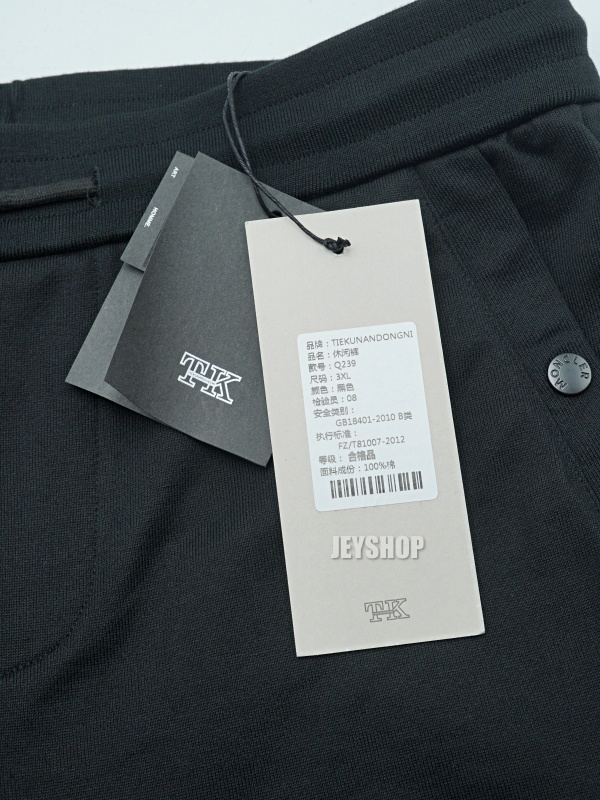 ART
HOMME.
TK
品牌：TIEKUNANDONGNI
品名：休闲裤
款号：Q239
尺码：3XL
颜色：黑色
检验员：08
安全类别：
GB18401-2010 B类
执行标准：
FZ/T81007-2012
等级：合格品
面料成份：100%棉
JEYSHOP
TK
MONCLER